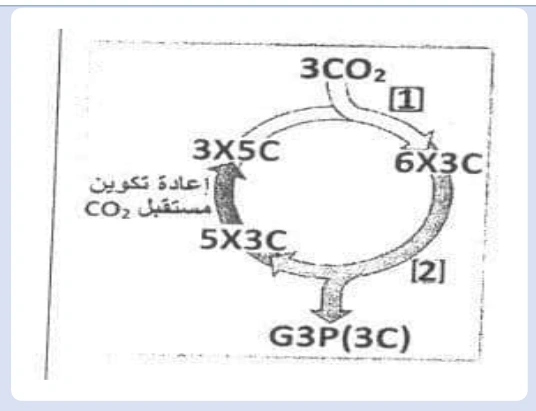 3CO₂
[1]
3X5C
6X3C
إعادة تكوين
مستقبل CO₂
5X3C
[2]
G3P(3C)